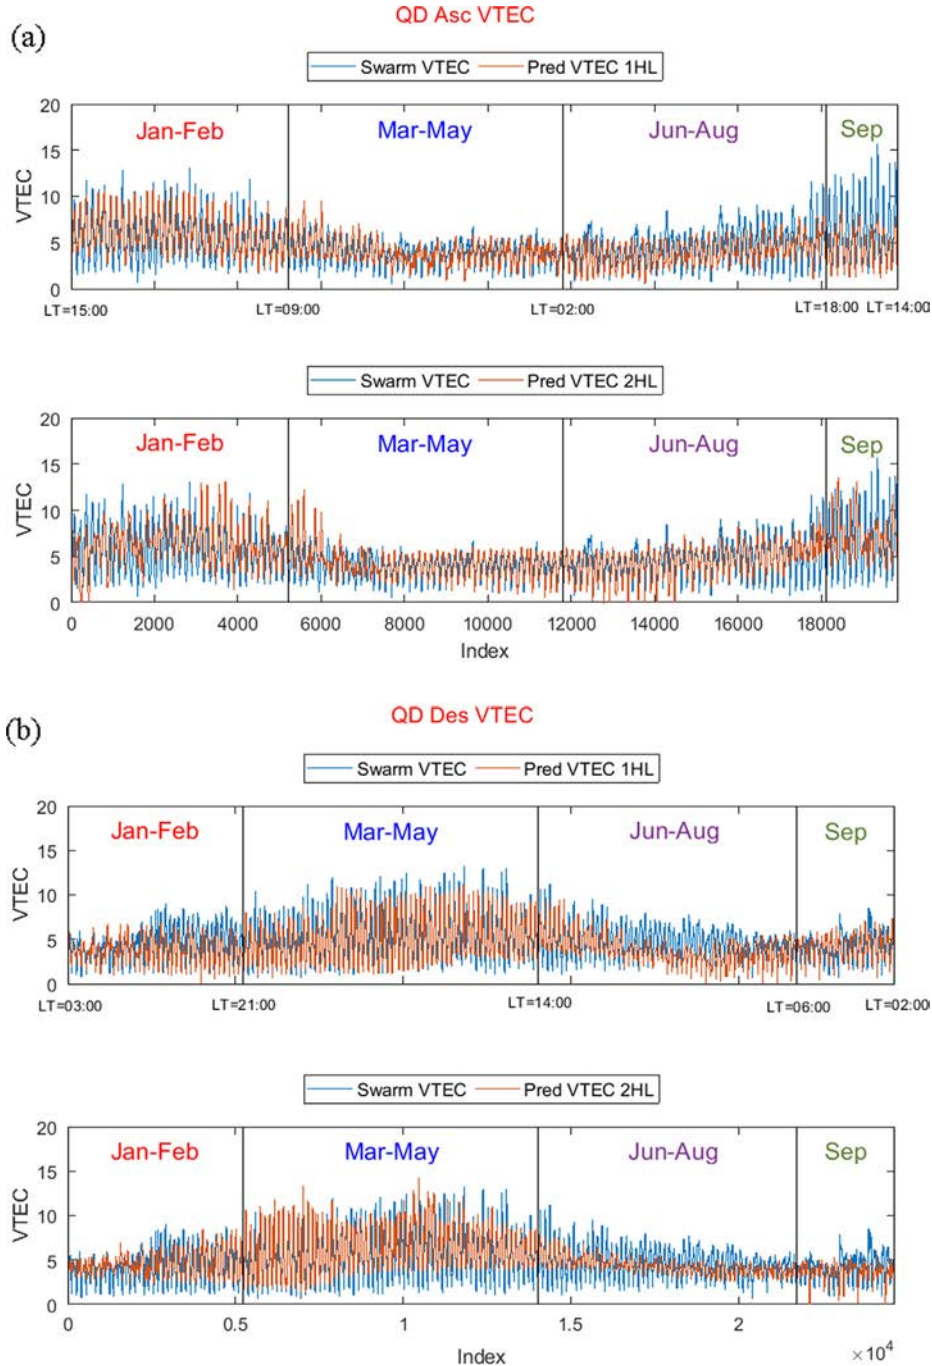 QD Asc VTEC
(a)
Swarm VTEC Pred VTEC 1HL
20
15
10
5
0
VTEC
Jan-Feb Mar-May Jun-Aug Sep
LT=15:00 LT=09:00 LT=02:00 LT=18:00 LT=14:00
Swarm VTEC Pred VTEC 2HL
20
15
10
5
0
VTEC
Jan-Feb Mar-May Jun-Aug Sep
0 2000 4000 6000 8000 10000 12000 14000 16000 18000
Index
QD Des VTEC
(b)
Swarm VTEC Pred VTEC 1HL
20
15
10
5
0
VTEC
Jan-Feb Mar-May Jun-Aug Sep
LT=03:00 LT=21:00 LT=14:00 LT=06:00 LT=02:00
Swarm VTEC Pred VTEC 2HL
20
15
10
5
0
VTEC
Jan-Feb Mar-May Jun-Aug Sep
0 0.5 1 1.5 2
×10⁴
Index